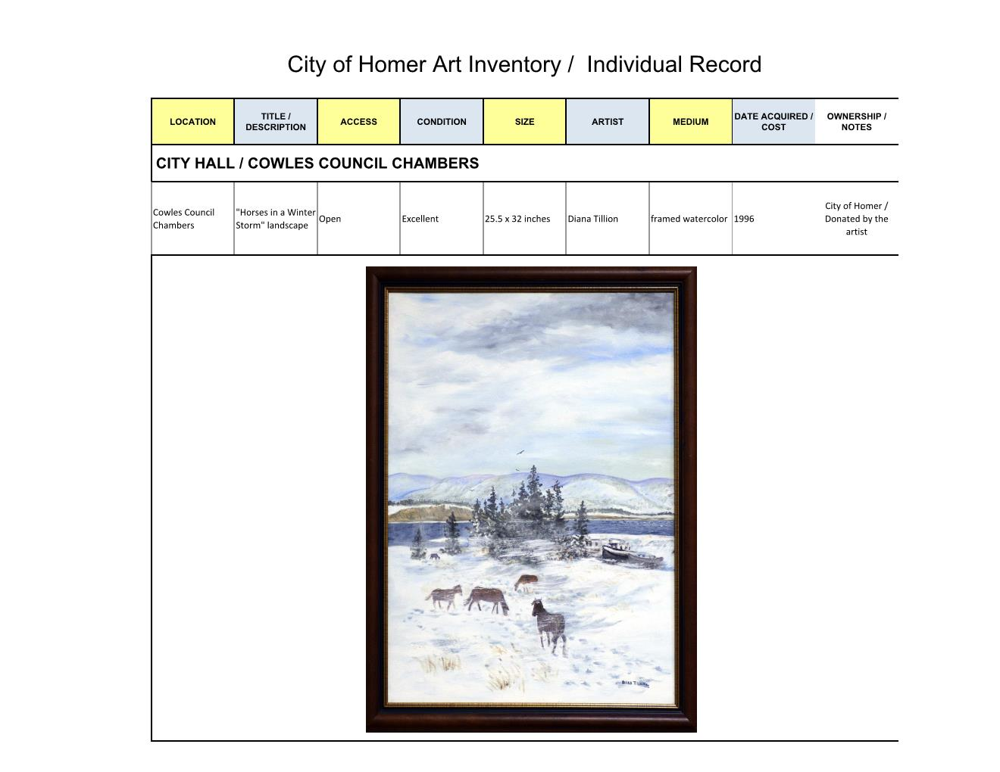 City of Homer Art Inventory /  Individual Record
LOCATION
TITLE /
DESCRIPTION
ACCESS
CONDITION
SIZE
ARTIST
MEDIUM
DATE ACQUIRED /
COST
OWNERSHIP /
NOTES
CITY HALL / COWLES COUNCIL CHAMBERS
Cowles Council
Chambers
"Horses in a Winter
Storm" landscape
Open
Excellent
25.5 x 32 inches
Diana Tillion
framed watercolor
1996
City of Homer /
Donated by the
artist
DIANA TILLION